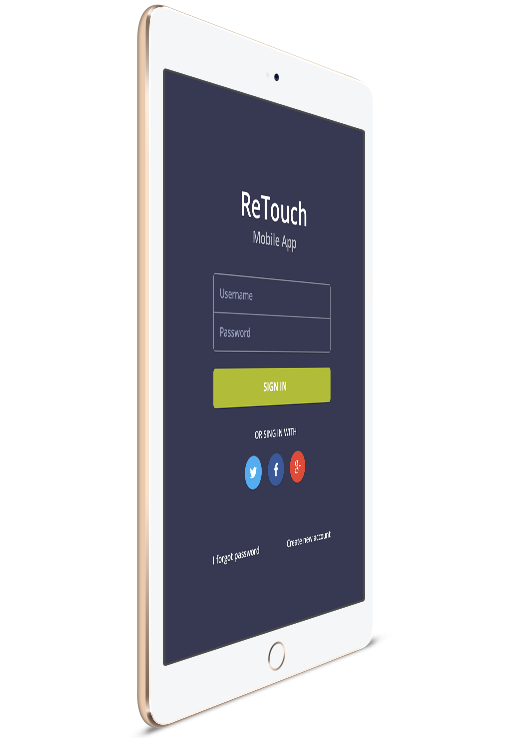 ReTouch
Mobile App
Username
Password
SIGN IN
OR SING IN WITH
f
g+
I forgot password
Create new account